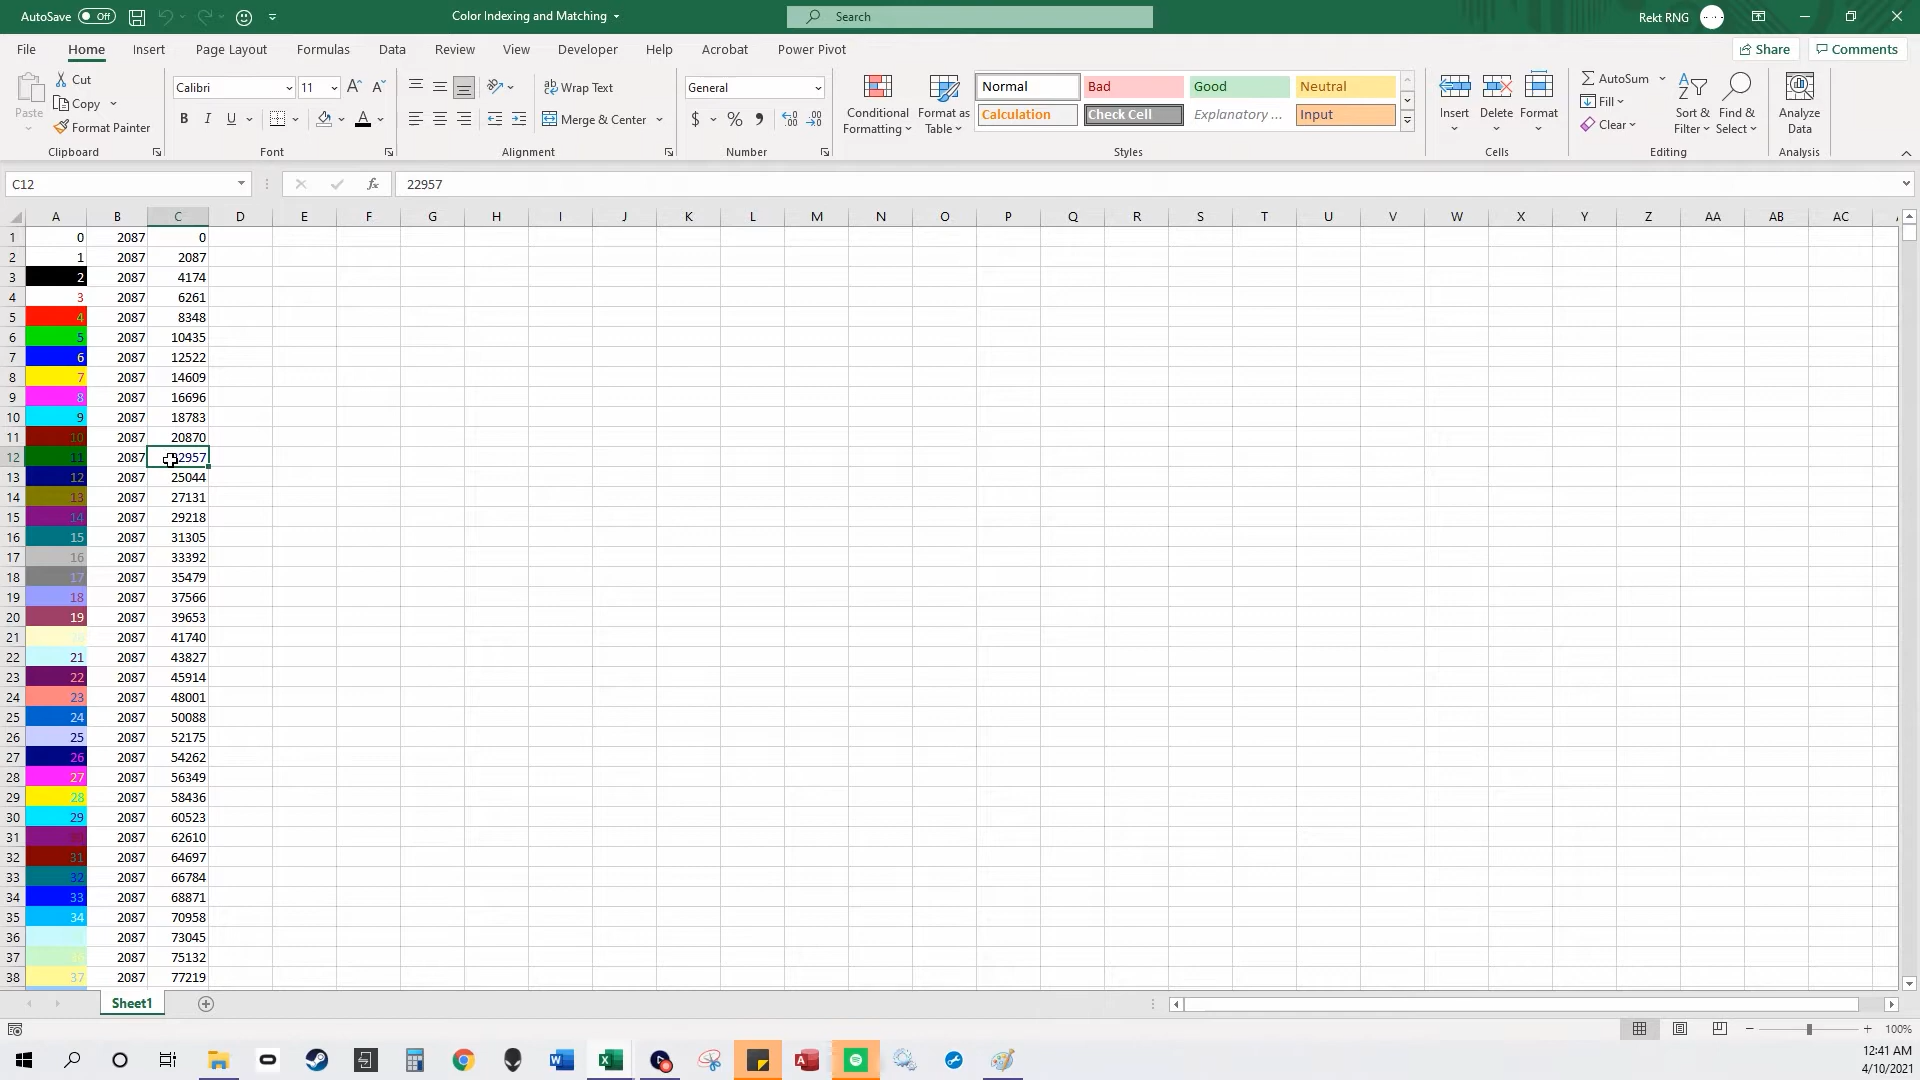 AutoSave Off
Color Indexing and Matching
Search
Rekt RNG
File Home Insert Page Layout Formulas Data Review View Developer Help Acrobat Power Pivot
Share Comments
Paste
Cut
Copy
Format Painter
Calibri 11
B I U
Wrap Text
Merge & Center
General
$ % 9
Conditional Formatting
Format as Table
Normal Bad Good Neutral
Calculation Check Cell Explanatory ... Input
Insert Delete Format
AutoSum
Fill
Clear
Sort & Filter
Find & Select
Analyze Data
Clipboard Font Alignment Number Styles Cells Editing Analysis
C12 fx 22957
A B C D E F G H I J K L M N O P Q R S T U V W X Y Z AA AB AC
1 0 2087 0
2 1 2087 2087
3 2 2087 4174
4 3 2087 6261
5 4 2087 8348
6 5 2087 10435
7 6 2087 12522
8 7 2087 14609
9 8 2087 16696
10 9 2087 18783
11 10 2087 20870
12 11 2087 22957
13 12 2087 25044
14 13 2087 27131
15 14 2087 29218
16 15 2087 31305
17 16 2087 33392
18 17 2087 35479
19 18 2087 37566
20 19 2087 39653
21 2087 41740
22 21 2087 43827
23 22 2087 45914
24 23 2087 48001
25 24 2087 50088
26 25 2087 52175
27 26 2087 54262
28 27 2087 56349
29 28 2087 58436
30 29 2087 60523
31 30 2087 62610
32 31 2087 64697
33 32 2087 66784
34 33 2087 68871
35 34 2087 70958
36 2087 73045
37 2087 75132
38 37 2087 77219
Sheet1
100%
12:41 AM
4/10/2021